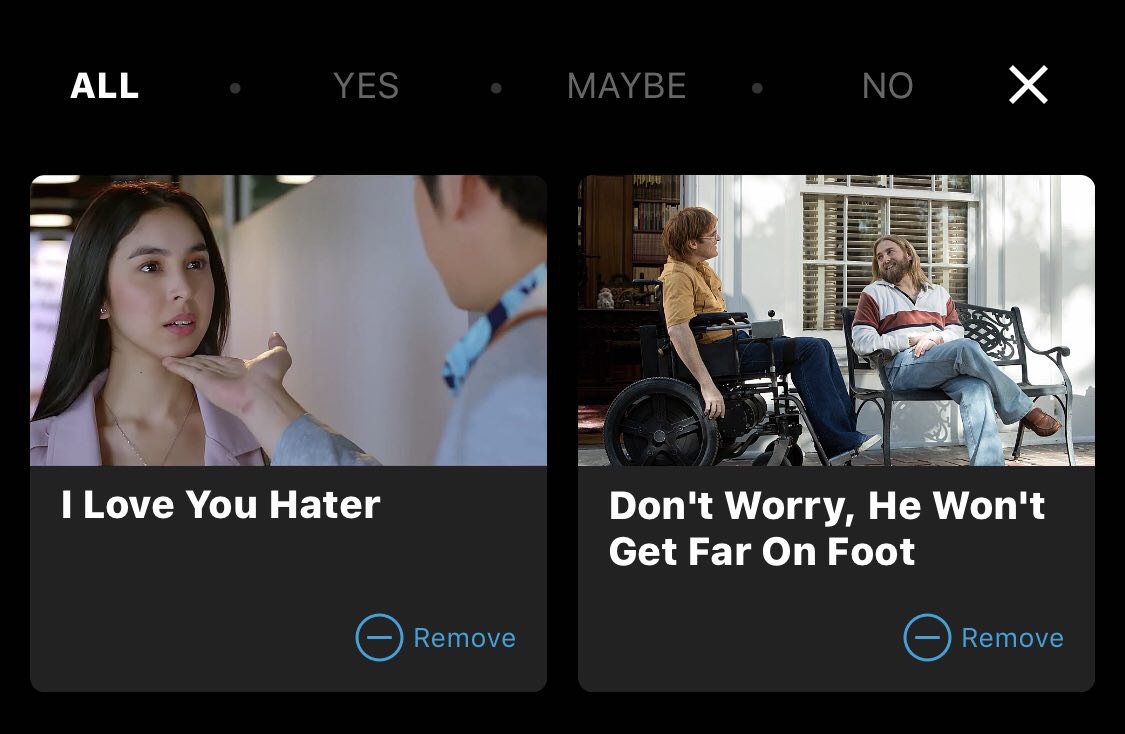 ALL
YES
MAYBE
NO
I Love You Hater
Don't Worry, He Won't
Get Far On Foot
Remove
Remove